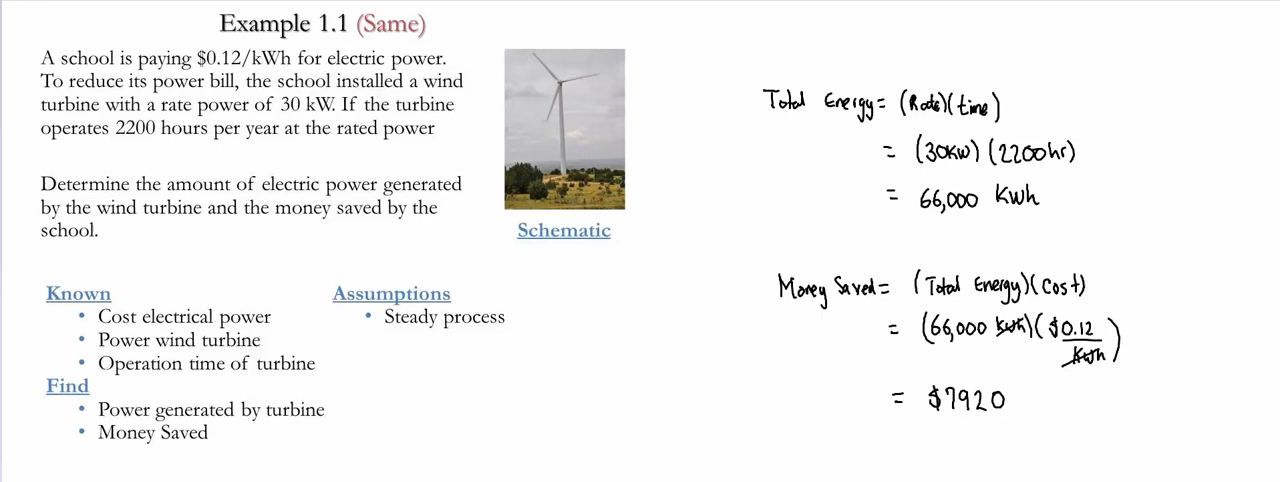 Example 1.1 (Same)
A school is paying $0.12/kWh for electric power.
To reduce its power bill, the school installed a wind
turbine with a rate power of 30 kW. If the turbine
operates 2200 hours per year at the rated power
Determine the amount of electric power generated
by the wind turbine and the money saved by the
school.
Schematic
Known
• Cost electrical power
• Power wind turbine
• Operation time of turbine
Find
• Power generated by turbine
• Money Saved
Assumptions
• Steady process
Total Energy = (Rate)(time)
= (30KW) (2200hr)
= 66,000 KWh
Money Saved = (Total Energy)(Cost)
= (66,000 kwh)($0.12/kWh)
= $7920